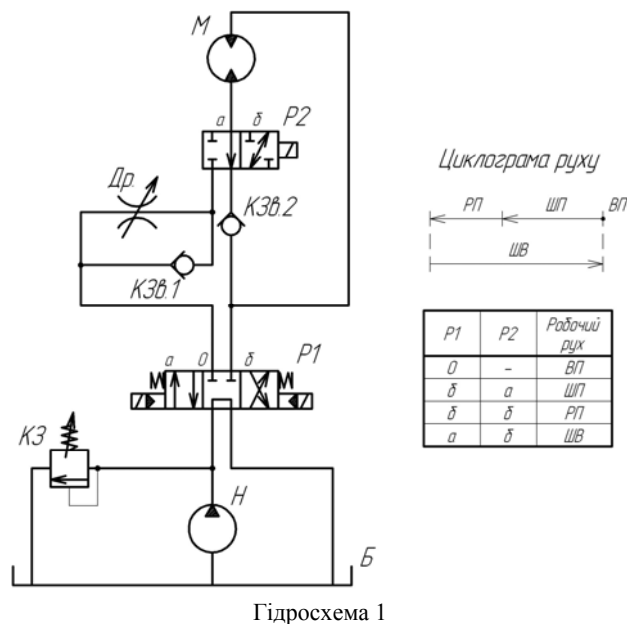 М
а б Р2
Др.
КЗв.2
КЗв.1
а 0 б Р1
КЗ
Н
Б
Циклограма руху
РП ШП ВП
ШВ
Р1 Р2 Робочий рух
0 – ВП
б а ШП
б б РП
а б ШВ
Гідросхема 1